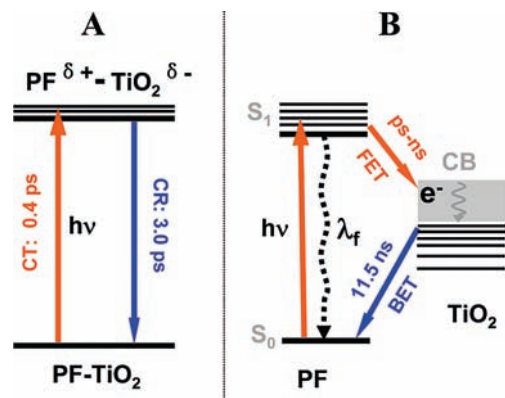 A
PF δ+ - TiO2 δ-
CT: 0.4 ps
hν
CR: 3.0 ps
PF-TiO2
B
S1
ps-ns
FET
CB
e-
hν
λf
11.5 ns
BET
TiO2
S0
PF